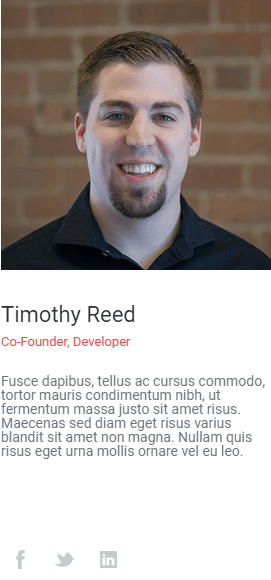 Timothy Reed
Co-Founder, Developer
Fusce dapibus, tellus ac cursus commodo,
tortor mauris condimentum nibh, ut
fermentum massa justo sit amet risus.
Maecenas sed diam eget risus varius
blandit sit amet non magna. Nullam quis
risus eget urna mollis ornare vel eu leo.